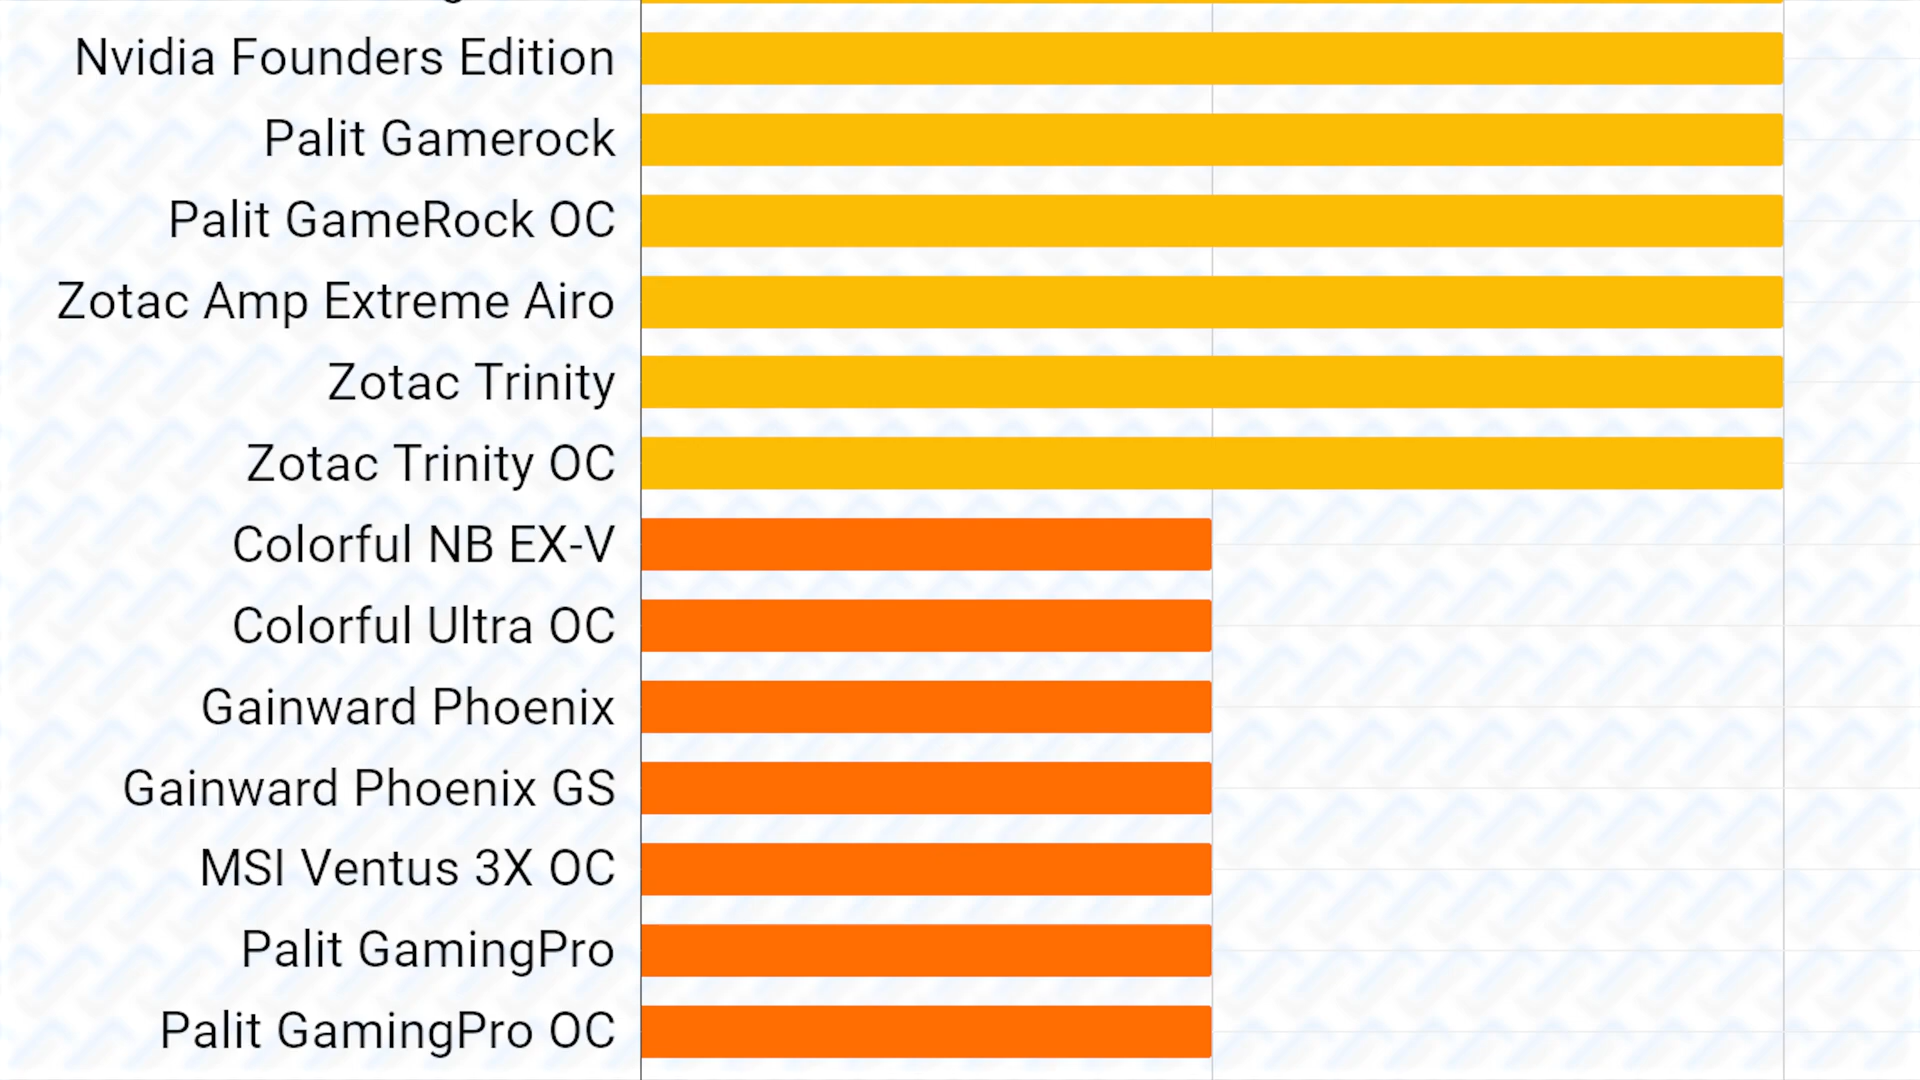 Nvidia Founders Edition
Palit Gamerock
Palit GameRock OC
Zotac Amp Extreme Airo
Zotac Trinity
Zotac Trinity OC
Colorful NB EX-V
Colorful Ultra OC
Gainward Phoenix
Gainward Phoenix GS
MSI Ventus 3X OC
Palit GamingPro
Palit GamingPro OC